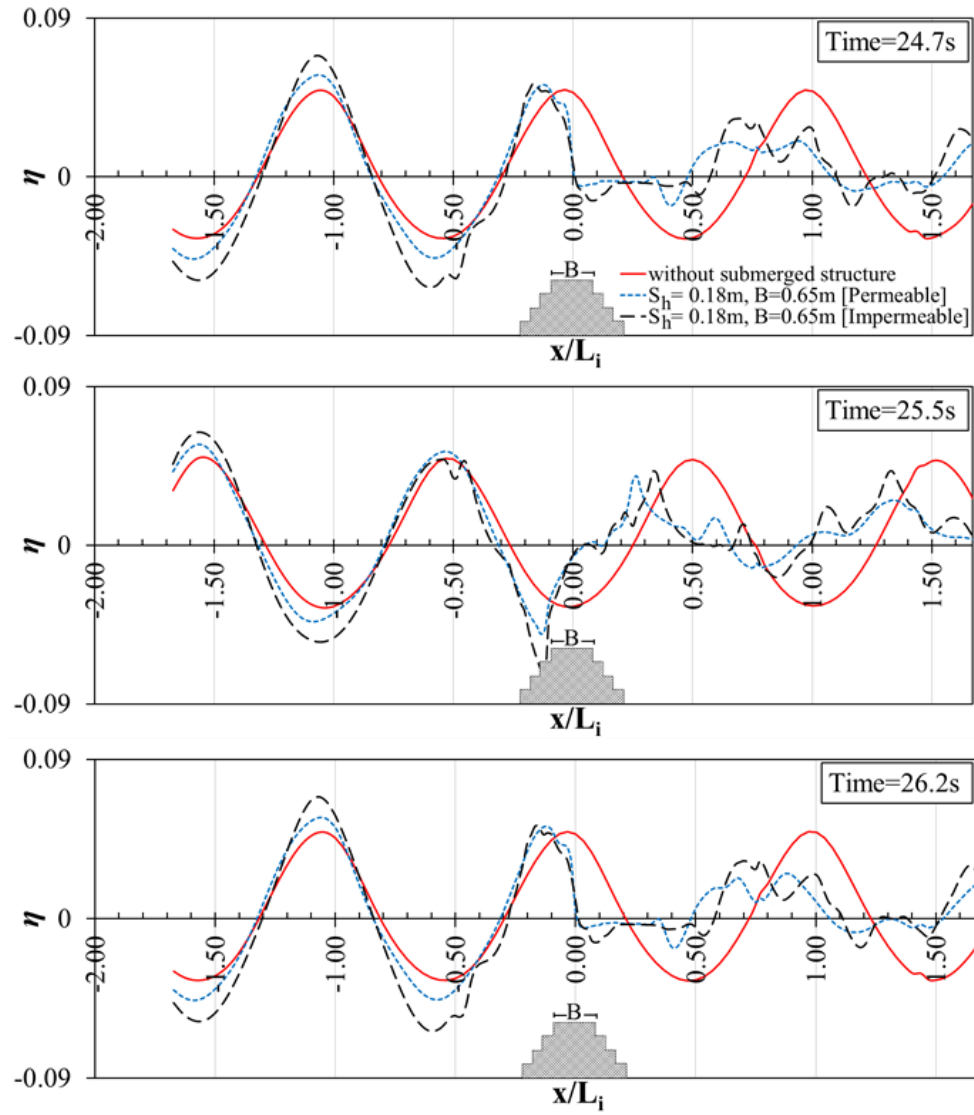 0.09
Time=24.7s
η
0
-2.00
-1.50
-1.00
-0.50
0.00
0.50
1.00
1.50
B
without submerged structure
Sh= 0.18m, B=0.65m [Permeable]
Sh= 0.18m, B=0.65m [Impermeable]
-0.09
x/Li
0.09
Time=25.5s
η
0
-2.00
-1.50
-1.00
-0.50
0.00
0.50
1.00
1.50
B
-0.09
x/Li
0.09
Time=26.2s
η
0
-2.00
-1.50
-1.00
-0.50
0.00
0.50
1.00
1.50
B
-0.09
x/Li